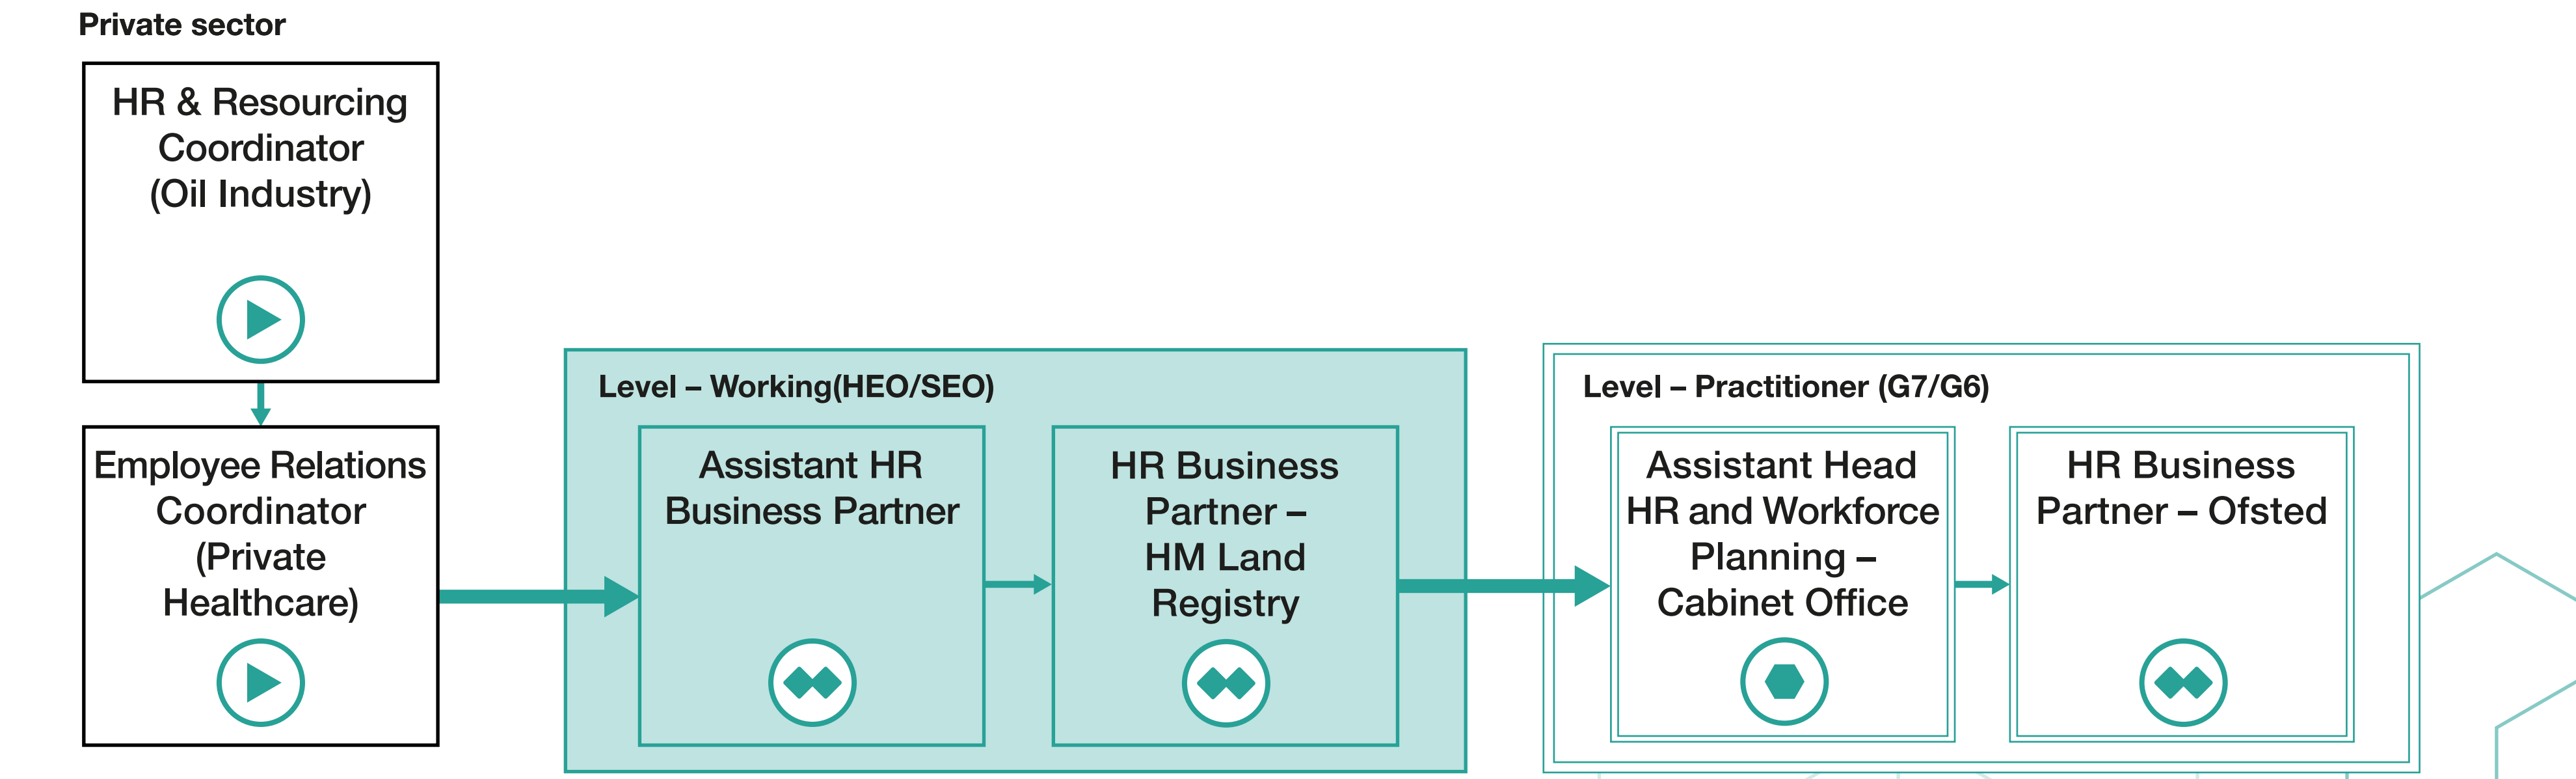 Private sector
HR & Resourcing
Coordinator
(Oil Industry)
Employee Relations
Coordinator
(Private
Healthcare)
Level – Working(HEO/SEO)
Assistant HR
Business Partner
HR Business
Partner –
HM Land
Registry
Level – Practitioner (G7/G6)
Assistant Head
HR and Workforce
Planning –
Cabinet Office
HR Business
Partner – Ofsted